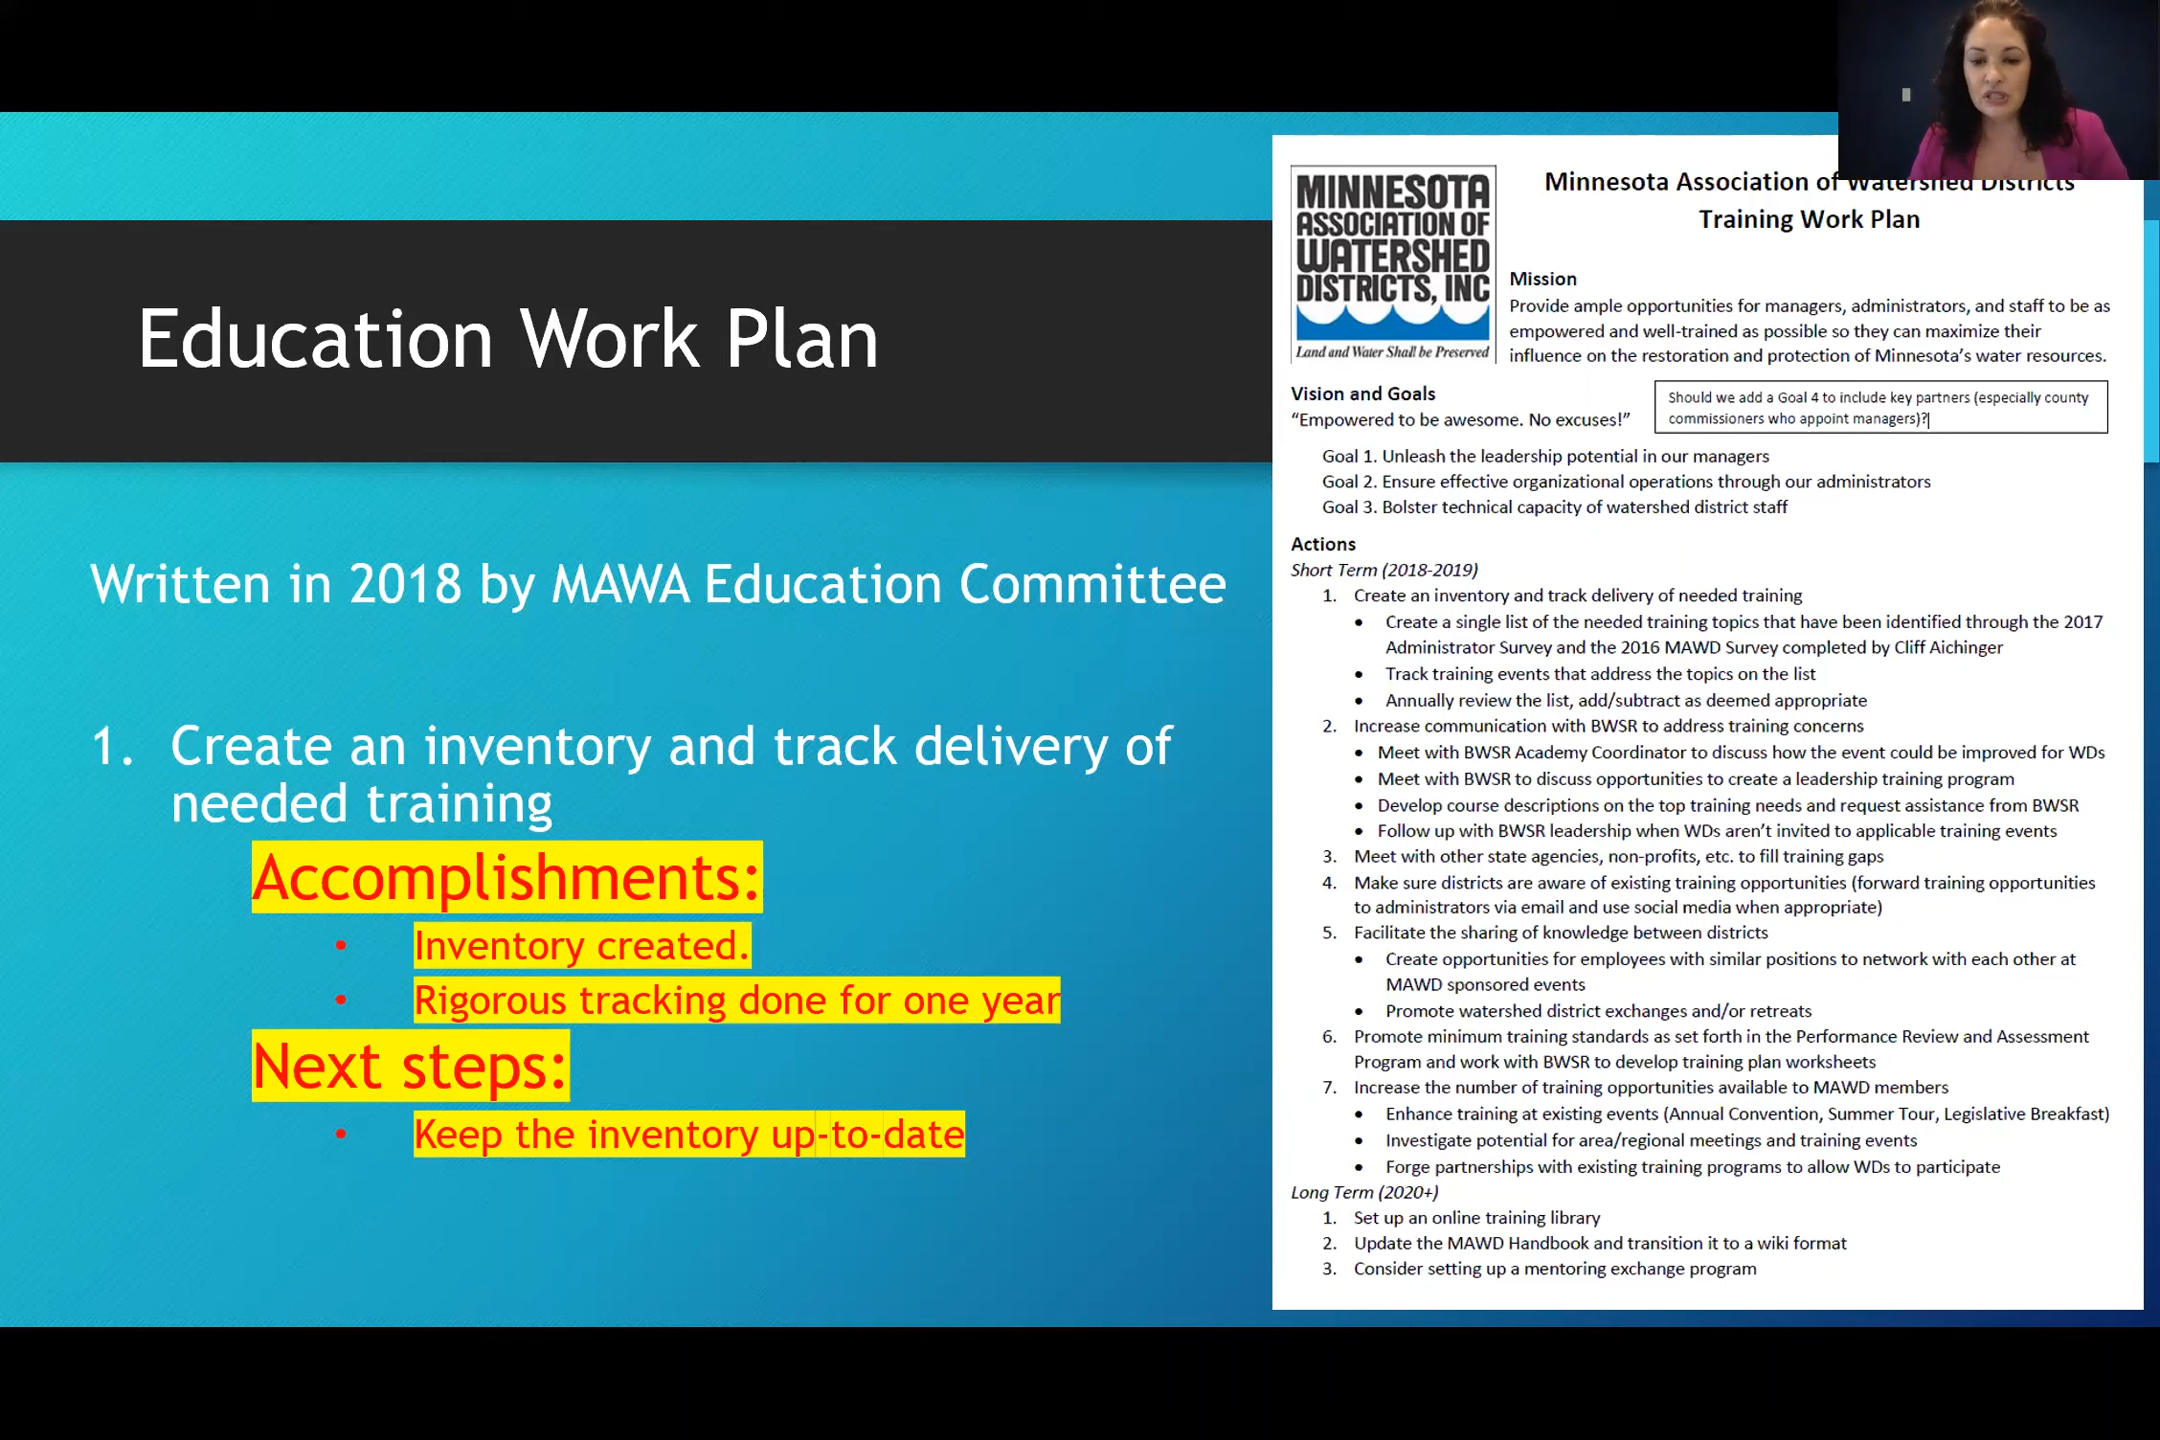 Education Work Plan
Written in 2018 by MAWA Education Committee
1. Create an inventory and track delivery of
needed training
Accomplishments:
• Inventory created.
• Rigorous tracking done for one year
Next steps:
• Keep the inventory up-to-date
MINNESOTA
ASSOCIATION OF
WATERSHED
DISTRICTS, INC
Land and Water Shall be Preserved
Minnesota Association of Watershed Districts
Training Work Plan
Mission
Provide ample opportunities for managers, administrators, and staff to be as
empowered and well-trained as possible so they can maximize their
influence on the restoration and protection of Minnesota's water resources.
Vision and Goals
“Empowered to be awesome. No excuses!”
Should we add a Goal 4 to include key partners (especially county
commissioners who appoint managers)?
Goal 1. Unleash the leadership potential in our managers
Goal 2. Ensure effective organizational operations through our administrators
Goal 3. Bolster technical capacity of watershed district staff
Actions
Short Term (2018-2019)
1. Create an inventory and track delivery of needed training
• Create a single list of the needed training topics that have been identified through the 2017
Administrator Survey and the 2016 MAWD Survey completed by Cliff Aichinger
• Track training events that address the topics on the list
• Annually review the list, add/subtract as deemed appropriate
2. Increase communication with BWSR to address training concerns
• Meet with BWSR Academy Coordinator to discuss how the event could be improved for WDs
• Meet with BWSR to discuss opportunities to create a leadership training program
• Develop course descriptions on the top training needs and request assistance from BWSR
• Follow up with BWSR leadership when WDs aren't invited to applicable training events
3. Meet with other state agencies, non-profits, etc. to fill training gaps
4. Make sure districts are aware of existing training opportunities (forward training opportunities
to administrators via email and use social media when appropriate)
5. Facilitate the sharing of knowledge between districts
• Create opportunities for employees with similar positions to network with each other at
MAWD sponsored events
• Promote watershed district exchanges and/or retreats
6. Promote minimum training standards as set forth in the Performance Review and Assessment
Program and work with BWSR to develop training plan worksheets
7. Increase the number of training opportunities available to MAWD members
• Enhance training at existing events (Annual Convention, Summer Tour, Legislative Breakfast)
• Investigate potential for area/regional meetings and training events
• Forge partnerships with existing training programs to allow WDs to participate
Long Term (2020+)
1. Set up an online training library
2. Update the MAWD Handbook and transition it to a wiki format
3. Consider setting up a mentoring exchange program